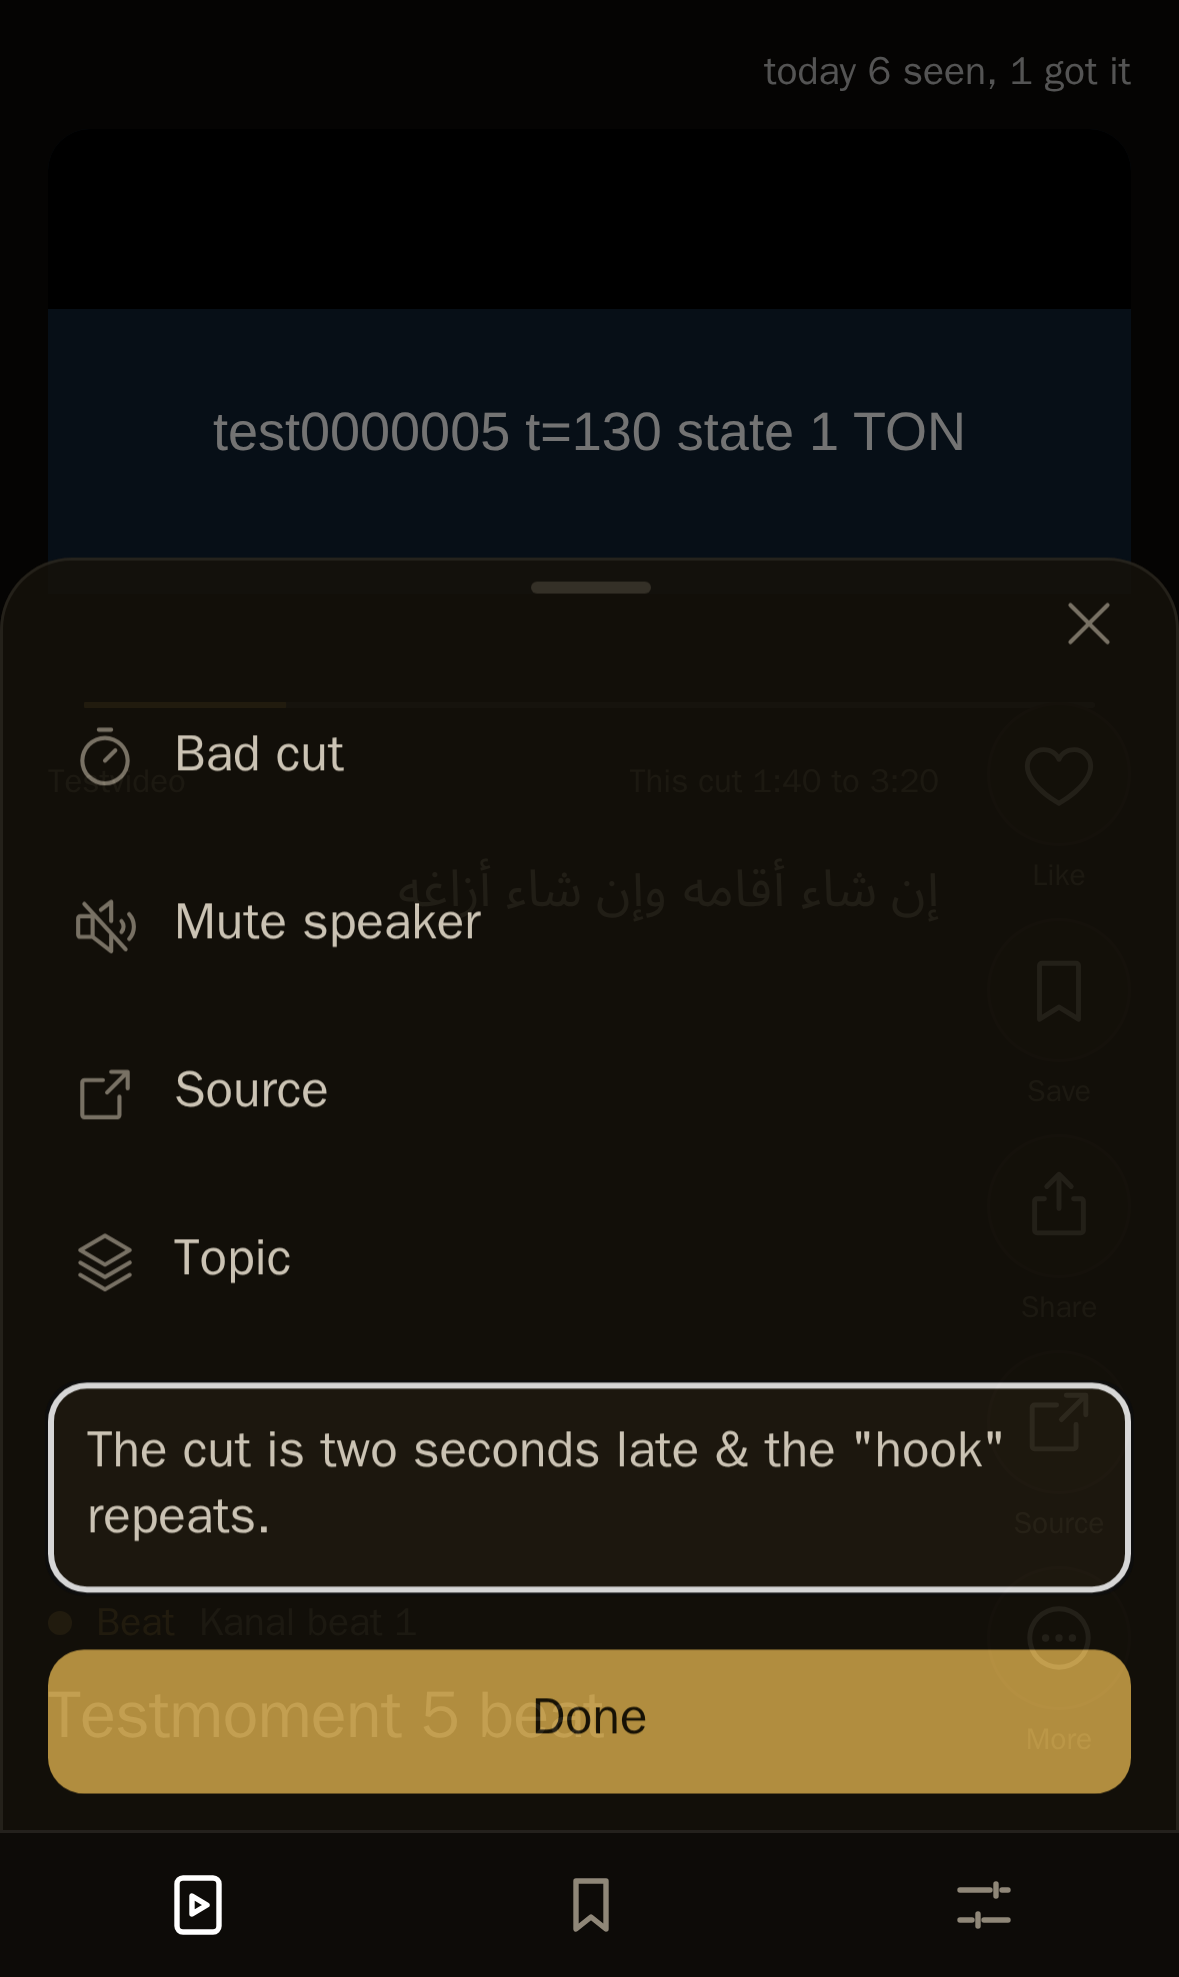 today 6 seen, 1 got it
test0000005 t=130 state 1 TON
Bad cut
Testvideo
This cut 1:40 to 3:20
Like
إن شاء أقامه وإن شاء أزاغه
Mute speaker
Source
Save
Topic
Share
The cut is two seconds late & the "hook"
repeats.
Source
Beat Kanal beat 1
Testmoment 5 beat
Done
More